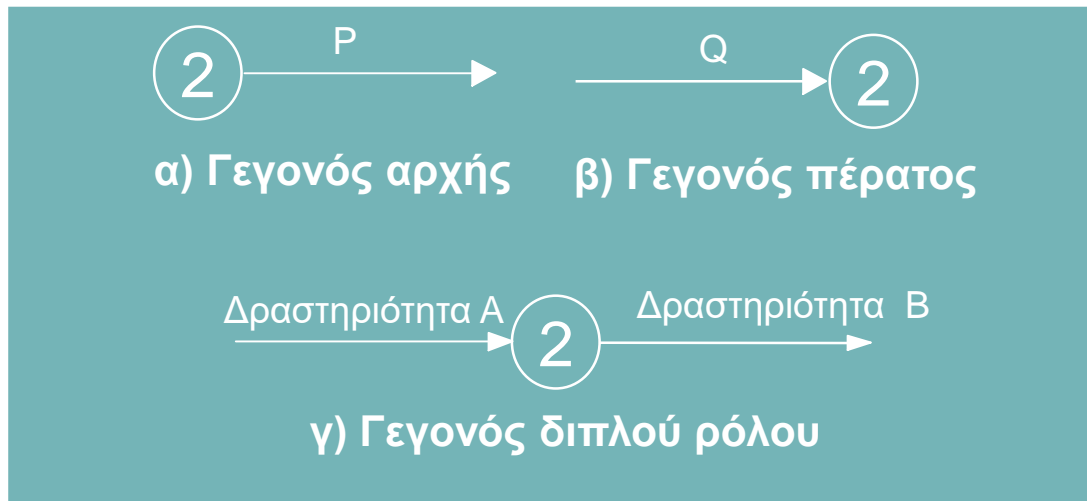 P Q
2 2
α) Γεγονός αρχής β) Γεγονός πέρατος
Δραστηριότητα Α 2 Δραστηριότητα Β
γ) Γεγονός διπλού ρόλου